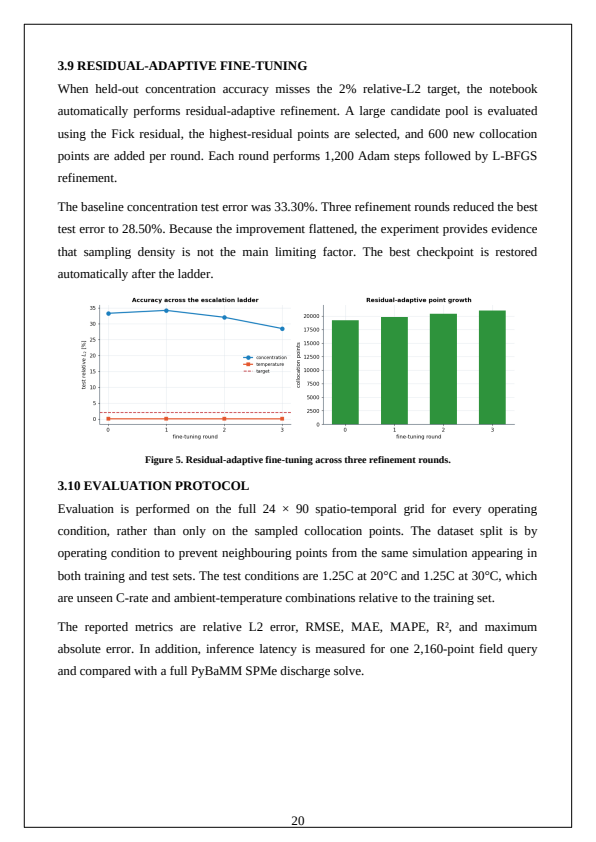 3.9 RESIDUAL-ADAPTIVE FINE-TUNING
When held-out concentration accuracy misses the 2% relative-L2 target, the notebook
automatically performs residual-adaptive refinement. A large candidate pool is evaluated
using the Fick residual, the highest-residual points are selected, and 600 new collocation
points are added per round. Each round performs 1,200 Adam steps followed by L-BFGS
refinement.
The baseline concentration test error was 33.30%. Three refinement rounds reduced the best
test error to 28.50%. Because the improvement flattened, the experiment provides evidence
that sampling density is not the main limiting factor. The best checkpoint is restored
automatically after the ladder.
Accuracy across the escalation ladder
test relative L₂ (%)
35
30
25
20
15
10
5
0
concentration
temperature
target
0 1 2 3
fine-tuning round
Residual-adaptive point growth
collocation points
20000
17500
15000
12500
10000
7500
5000
2500
0
0 1 2 3
fine-tuning round
Figure 5. Residual-adaptive fine-tuning across three refinement rounds.
3.10 EVALUATION PROTOCOL
Evaluation is performed on the full 24 × 90 spatio-temporal grid for every operating
condition, rather than only on the sampled collocation points. The dataset split is by
operating condition to prevent neighbouring points from the same simulation appearing in
both training and test sets. The test conditions are 1.25C at 20°C and 1.25C at 30°C, which
are unseen C-rate and ambient-temperature combinations relative to the training set.
The reported metrics are relative L2 error, RMSE, MAE, MAPE, R², and maximum
absolute error. In addition, inference latency is measured for one 2,160-point field query
and compared with a full PyBaMM SPMe discharge solve.
20